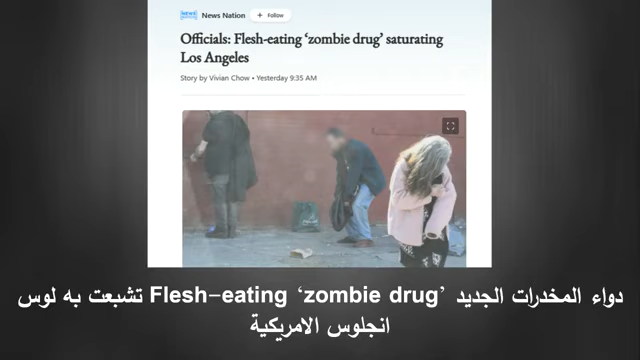 News Nation
+ Follow
Officials: Flesh-eating ‘zombie drug’ saturating
Los Angeles
Story by Vivian Chow • Yesterday 9:35 AM
دواء المخدرات الجديد Flesh-eating ‘zombie drug’ تشبعت به لوس
انجلوس الامريكية